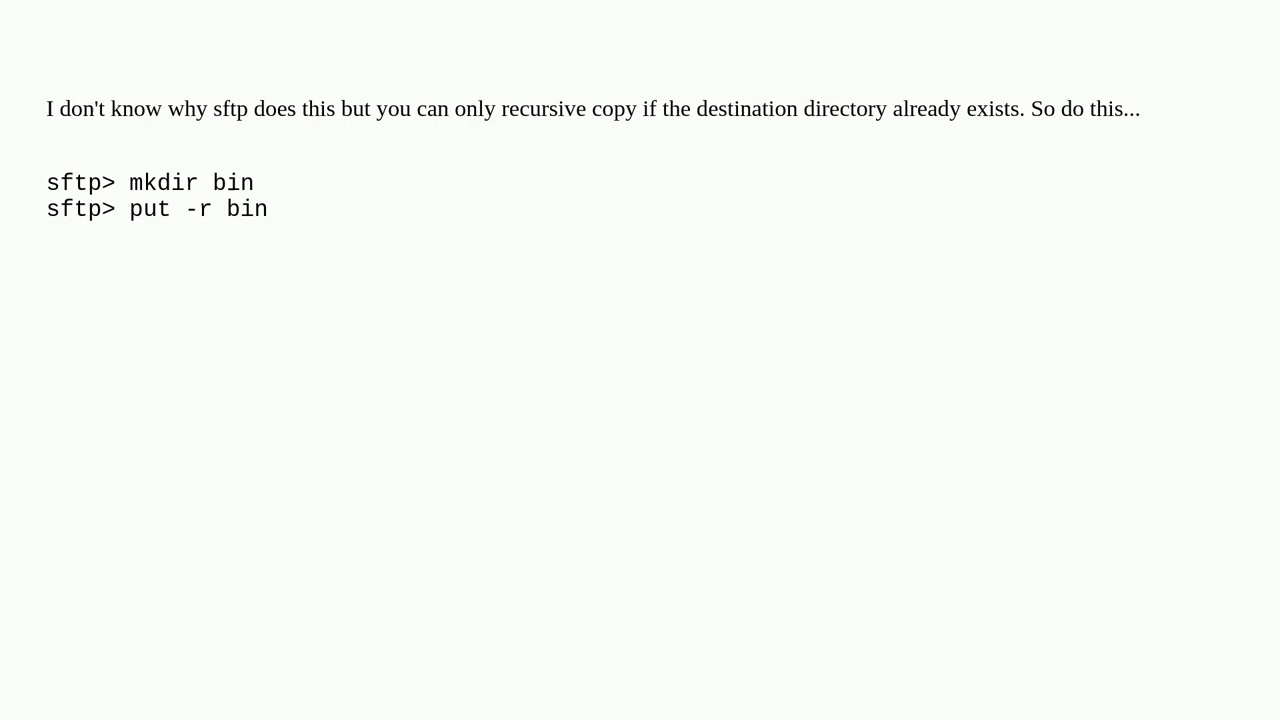 I don't know why sftp does this but you can only recursive copy if the destination directory already exists. So do this...
sftp> mkdir bin
sftp> put -r bin